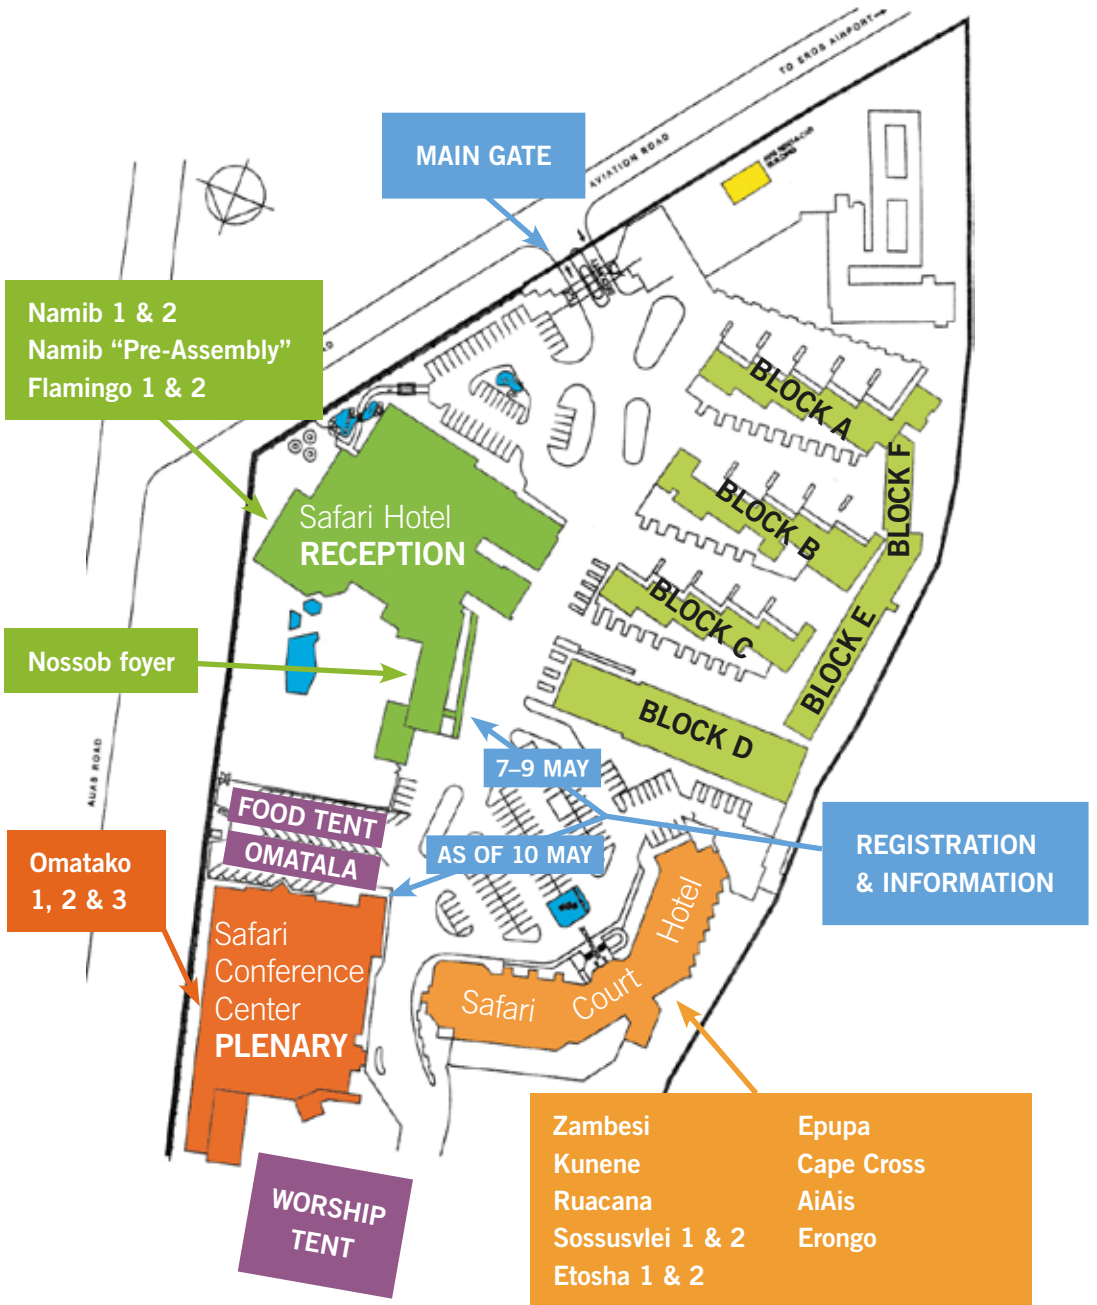 TO EROS AIRPORT
AVIATION ROAD
MAIN GATE
BUILDING
Namib 1 & 2
Namib “Pre-Assembly”
Flamingo 1 & 2
BLOCK A
BLOCK F
BLOCK B
Safari Hotel
RECEPTION
BLOCK C
BLOCK E
Nossob foyer
BLOCK D
AUAS ROAD
7–9 MAY
FOOD TENT
OMATALA
AS OF 10 MAY
REGISTRATION
& INFORMATION
Omatako
1, 2 & 3
Safari
Conference
Center
PLENARY
Safari Court Hotel
Zambesi
Kunene
Ruacana
Sossusvlei 1 & 2
Etosha 1 & 2
Epupa
Cape Cross
AiAis
Erongo
WORSHIP
TENT